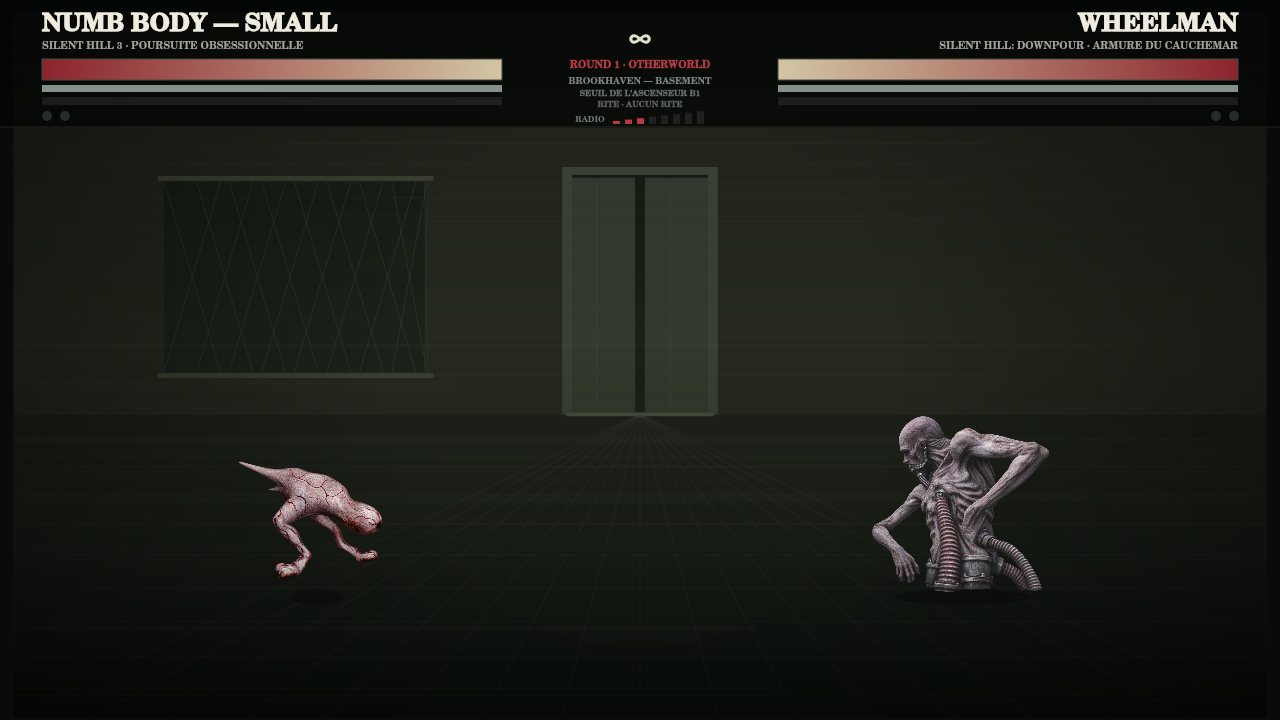 NUMB BODY — SMALL
SILENT HILL 3 · POURSUITE OBSESSIONNELLE
∞
ROUND 1 · OTHERWORLD
BROOKHAVEN — BASEMENT
SEUIL DE L'ASCENSEUR B1
RITE · AUCUN RITE
RADIO
WHEELMAN
SILENT HILL: DOWNPOUR · ARMURE DU CAUCHEMAR